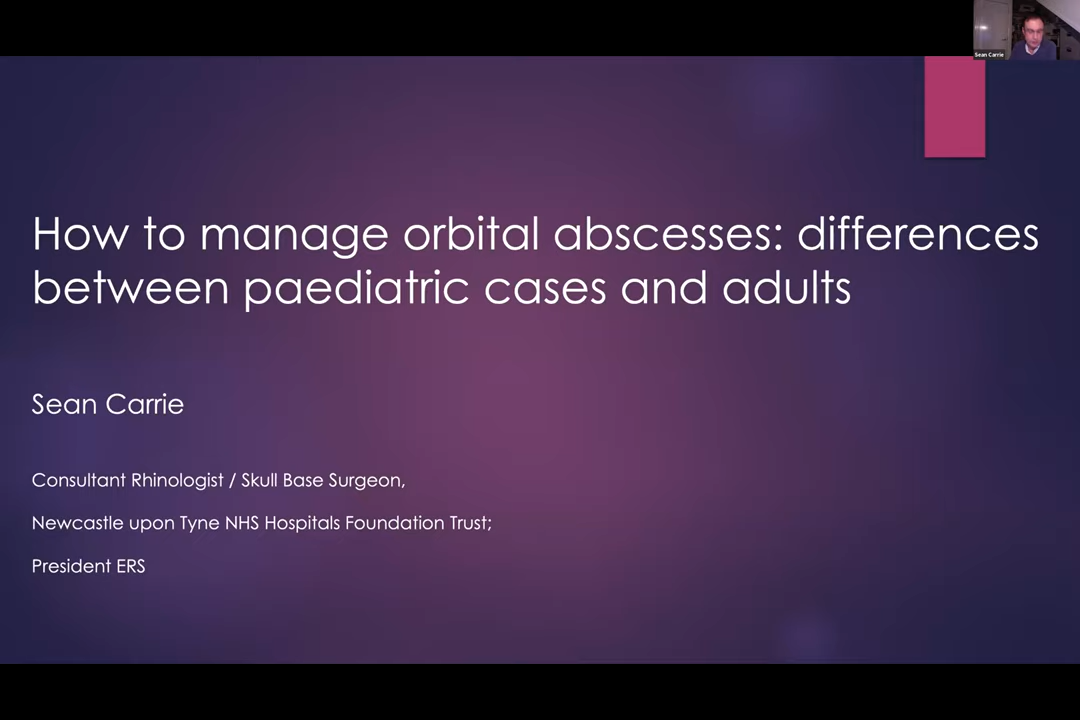 Sean Carrie
How to manage orbital abscesses: differences
between paediatric cases and adults
Sean Carrie
Consultant Rhinologist / Skull Base Surgeon,
Newcastle upon Tyne NHS Hospitals Foundation Trust;
President ERS